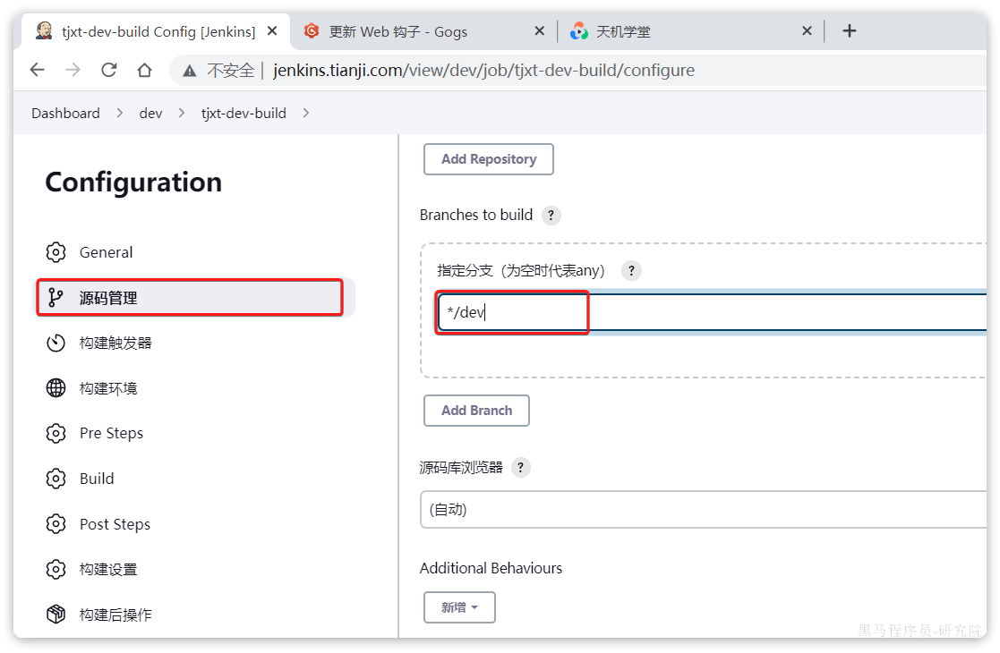 tjxt-dev-build Config [Jenkins]
更新 Web 钩子 - Gogs
天机学堂
不安全 | jenkins.tianji.com/view/dev/job/tjxt-dev-build/configure
Dashboard > dev > tjxt-dev-build >
Configuration
General
源码管理
构建触发器
构建环境
Pre Steps
Build
Post Steps
构建设置
构建后操作
Add Repository
Branches to build ?
指定分支（为空时代表any） ?
*/dev
Add Branch
源码库浏览器 ?
(自动)
Additional Behaviours
新增
黑马程序员-研究院